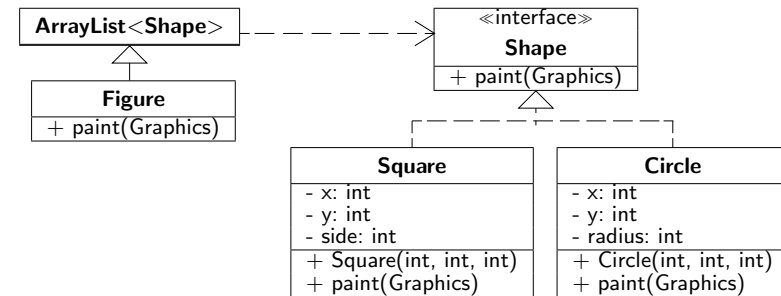 ArrayList<Shape>
≪interface≫
Shape
+ paint(Graphics)
Figure
+ paint(Graphics)
Square
- x: int
- y: int
- side: int
+ Square(int, int, int)
+ paint(Graphics)
Circle
- x: int
- y: int
- radius: int
+ Circle(int, int, int)
+ paint(Graphics)